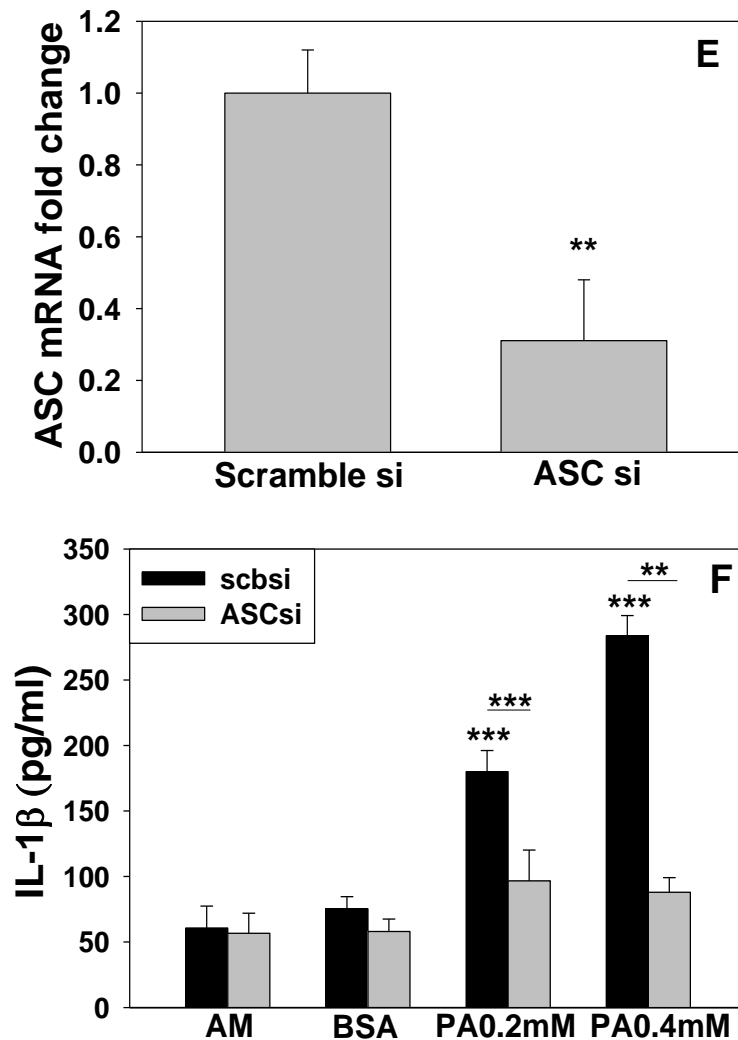 E
ASC mRNA fold change
1.2
1.0
0.8
0.6
0.4
0.2
0.0
**
Scramble si
ASC si
F
IL-1β (pg/ml)
350
300
250
200
150
100
50
0
scbsi
ASCsi
***
***
**
***
AM
BSA
PA0.2mM
PA0.4mM